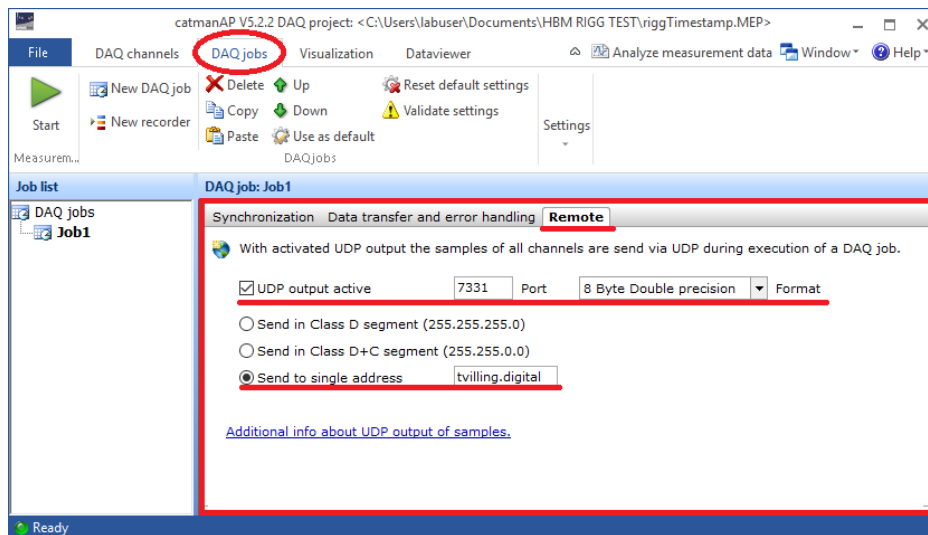 catmanAP V5.2.2 DAQ project: <C:\Users\labuser\Documents\HBM RIGG TEST\riggTimestamp.MEP>
File DAQ channels DAQ jobs Visualization Dataviewer Analyze measurement data Window Help
Start
Measurem...
New DAQ job
New recorder
Delete Up Reset default settings
Copy Down Validate settings
Paste Use as default
DAQ jobs
Settings
Job list
DAQ jobs
Job1
DAQ job: Job1
Synchronization Data transfer and error handling Remote
With activated UDP output the samples of all channels are send via UDP during execution of a DAQ job.
UDP output active 7331 Port 8 Byte Double precision Format
Send in Class D segment (255.255.255.0)
Send in Class D+C segment (255.255.0.0)
Send to single address tvilling.digital
Additional info about UDP output of samples.
Ready